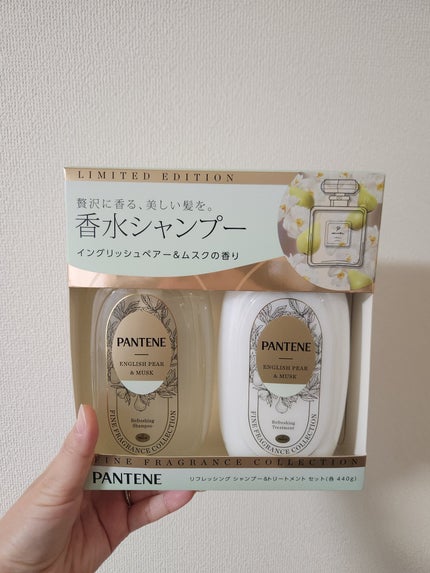 LIMITED EDITION
贅沢に香る、美しい髪を。
香水シャンプー
イングリッシュペアー&ムスクの香り
PANTENE
ENGLISH PEAR
& MUSK
Refreshing
Shampoo
FINE FRAGRANCE COLLECTION
PANTENE
ENGLISH PEAR
& MUSK
Refreshing
Treatment
FINE FRAGRANCE COLLECTION
FINE FRAGRANCE COLLECTION
PANTENE
リフレッシング シャンプー&トリートメント セット(各 440g)